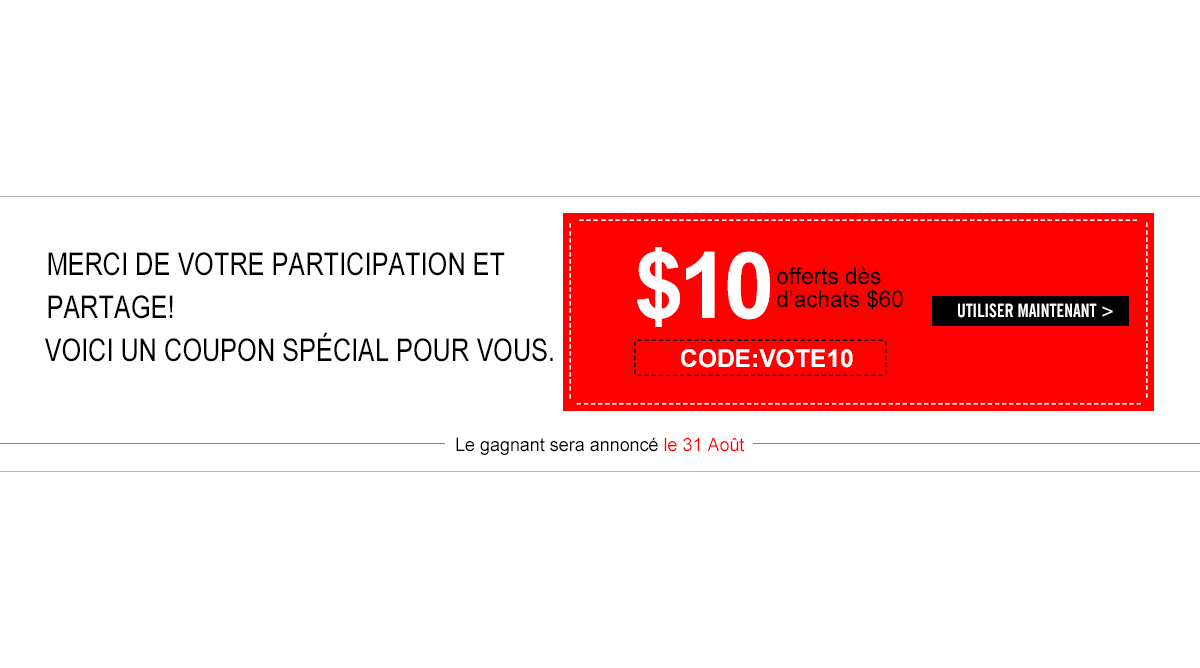 MERCI DE VOTRE PARTICIPATION ET
PARTAGE!
VOICI UN COUPON SPÉCIAL POUR VOUS.
$10
offerts dès
d'achats $60
CODE:VOTE10
UTILISER MAINTENANT >
Le gagnant sera annoncé le 31 Août